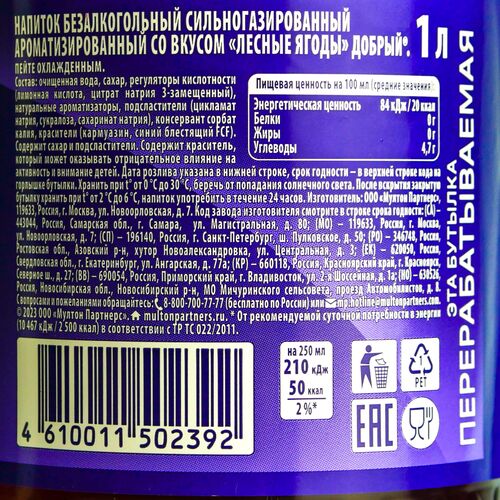 НАПИТОК БЕЗАЛКОГОЛЬНЫЙ СИЛЬНОГАЗИРОВАННЫЙ
АРОМАТИЗИРОВАННЫЙ СО ВКУСОМ «ЛЕСНЫЕ ЯГОДЫ» ДОБРЫЙ®. 1 л
ПЕЙТЕ ОХЛАЖДЕННЫМ.
Состав: очищенная вода, сахар, регуляторы кислотности
(лимонная кислота, цитрат натрия 3-замещенный),
натуральные ароматизаторы, подсластители (цикламат
натрия, сукралоза, сахаринат натрия), консервант сорбат
калия, красители (кармуазин, синий блестящий FCF).
Содержит сахар и подсластители. Содержит краситель,
который может оказывать отрицательное влияние на
активность и внимание детей. Дата розлива указана в нижней строке, срок годности – в верхней строке кода на
горлышке бутылки. Хранить при t° от 0 °C до 30 °C, беречь от попадания солнечного света. После вскрытия закрытую
бутылку хранить при t° от 2 °C до 6 °C, напиток употребить в течение 24 часов. Изготовитель: ООО «Мултон Партнерс»,
119633, Россия, г. Москва, ул. Новоорловская, д. 7. Код завода изготовителя смотрите в строке с годом годности: (CA) –
443044, Россия, Самарская обл., г. Самара, ул. Магистральная, д. 80; (МО) – 119633, Россия, г. Москва, ул.
Новоорловская, д. 7; (СП) – 196140, Россия, г. Санкт-Петербург, ш. Пулковское, д. 50; (РД) – 346748, Россия,
Ростовская обл., Азовский р-н, хутор Новоалександровка, ул. Центральная, д. 3; (ЕК) – 620050, Россия,
Свердловская обл., г. Екатеринбург, ул. Ангарская, д. 77а; (КР) – 660118, Россия, Красноярский край, г. Красноярск,
Северное ш., д. 27; (ВВ) – 690054, Россия, Приморский край, г. Владивосток, ул. 2-я Шоссейная, д. 1а; (НО) – 630526,
Россия, Новосибирская обл., Новосибирский р-н, МО Мичуринского сельсовета, проезд Автомобилистов, д. 8.
С вопросами и пожеланиями обращайтесь: 8-800-700-77-77 (бесплатно по России) или mp.hotline@multonpartners.com.
© 2023 ООО «Мултон Партнерс». multonpartners.ru. * От рекомендуемой суточной потребности в энергии
(10 467 кДж / 2 500 ккал) в соответствии с ТР ТС 022/2011.
Пищевая ценность на 100 мл (средние значения):
Энергетическая ценность 84 кДж / 20 ккал
Белки 0 г
Жиры 0 г
Углеводы 4,7 г
ЭТА БУТЫЛКА
ПЕРЕРАБАТЫВАЕМАЯ
на 250 мл
210 кДж
50 ккал
2 %*
1
PET
EAC
4 610011 502392